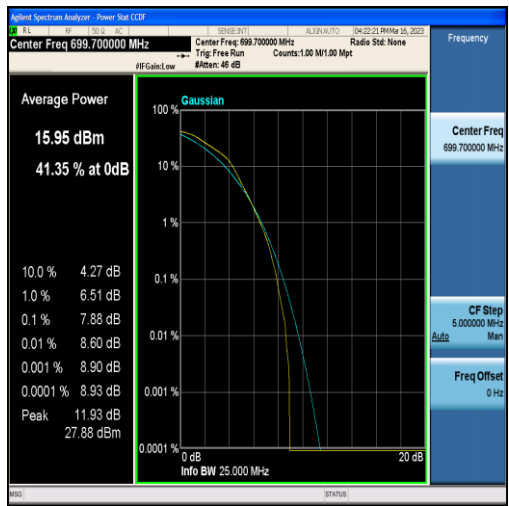 Agilent Spectrum Analyzer - Power Stat CCDF
RL RF 50 Ω AC SENSE:INT ALIGN AUTO 04:22:21 PM Mar 16, 2023
Center Freq 699.700000 MHz
Center Freq: 699.700000 MHz Radio Std: None
Trig: Free Run Counts:1.00 M/1.00 Mpt
#IFGain:Low #Atten: 46 dB
Frequency
Average Power
15.95 dBm
41.35 % at 0dB
10.0 % 4.27 dB
1.0 % 6.51 dB
0.1 % 7.88 dB
0.01 % 8.60 dB
0.001 % 8.90 dB
0.0001 % 8.93 dB
Peak 11.93 dB
27.88 dBm
Gaussian
100 %
10 %
1 %
0.1 %
0.01 %
0.001 %
0.0001 %
0 dB 20 dB
Info BW 25.000 MHz
Center Freq
699.700000 MHz
CF Step
5.000000 MHz
Auto Man
Freq Offset
0 Hz
MSG STATUS